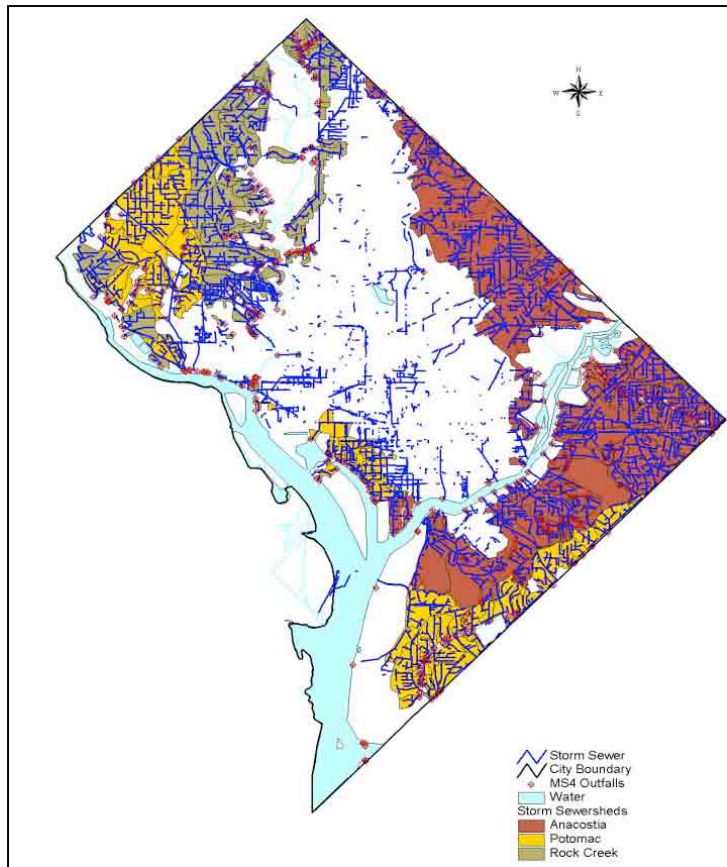 N
W E
S
Storm Sewer
City Boundary
MS4 Outfalls
Water
Storm Sewersheds
Anacostia
Potomac
Rock Creek